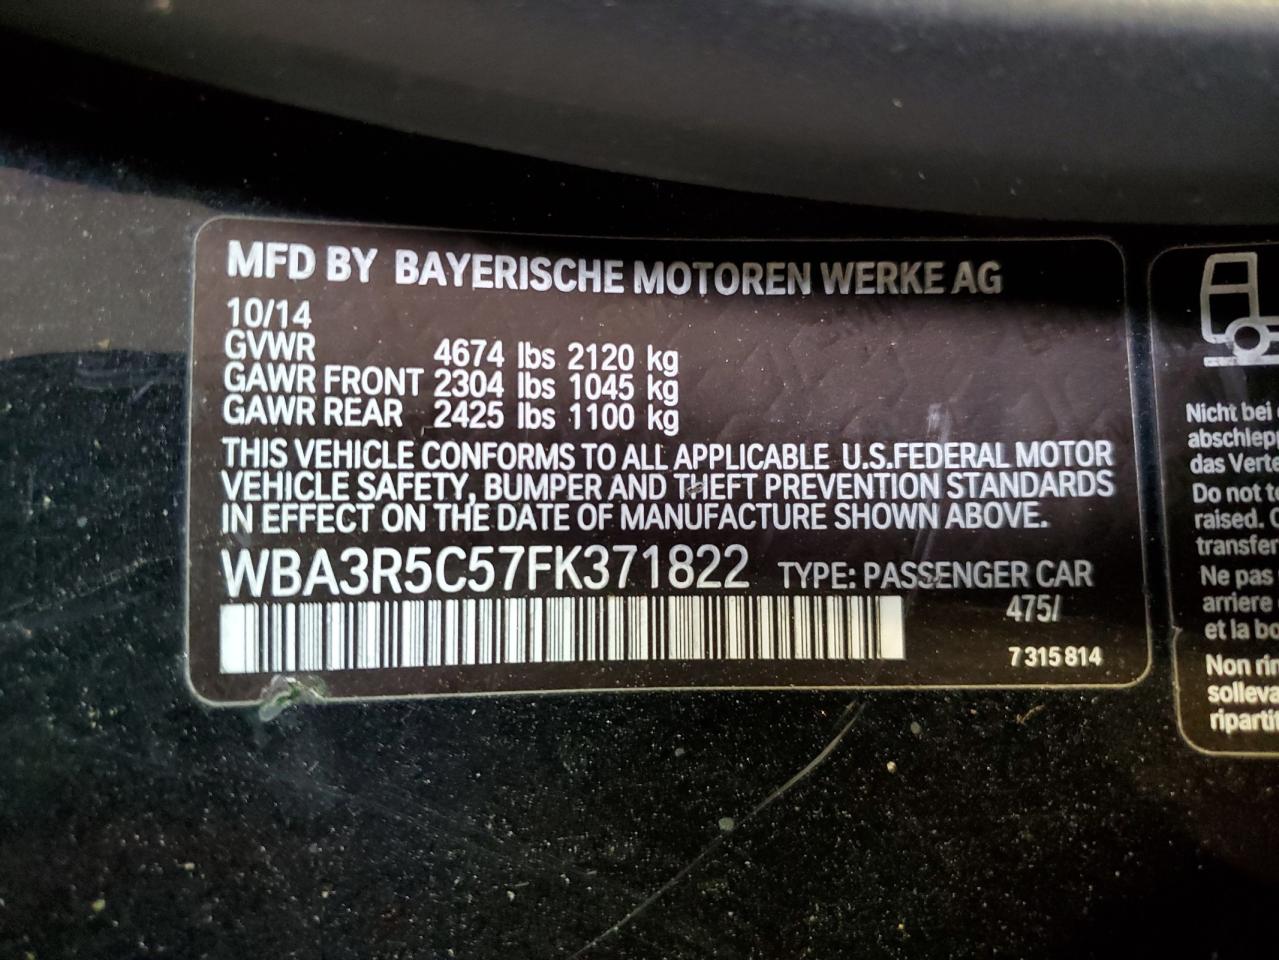 MFD BY BAYERISCHE MOTOREN WERKE AG
10/14
GVWR 4674 lbs 2120 kg
GAWR FRONT 2304 lbs 1045 kg
GAWR REAR 2425 lbs 1100 kg
THIS VEHICLE CONFORMS TO ALL APPLICABLE U.S.FEDERAL MOTOR
VEHICLE SAFETY, BUMPER AND THEFT PREVENTION STANDARDS
IN EFFECT ON THE DATE OF MANUFACTURE SHOWN ABOVE.
WBA3R5C57FK371822 TYPE: PASSENGER CAR
475/
7 315 814
Nicht bei
abschlepp
das Verte
Do not to
raised. 
transfer
Ne pas
arriere
et la bo
Non rin
solleva
ripartit